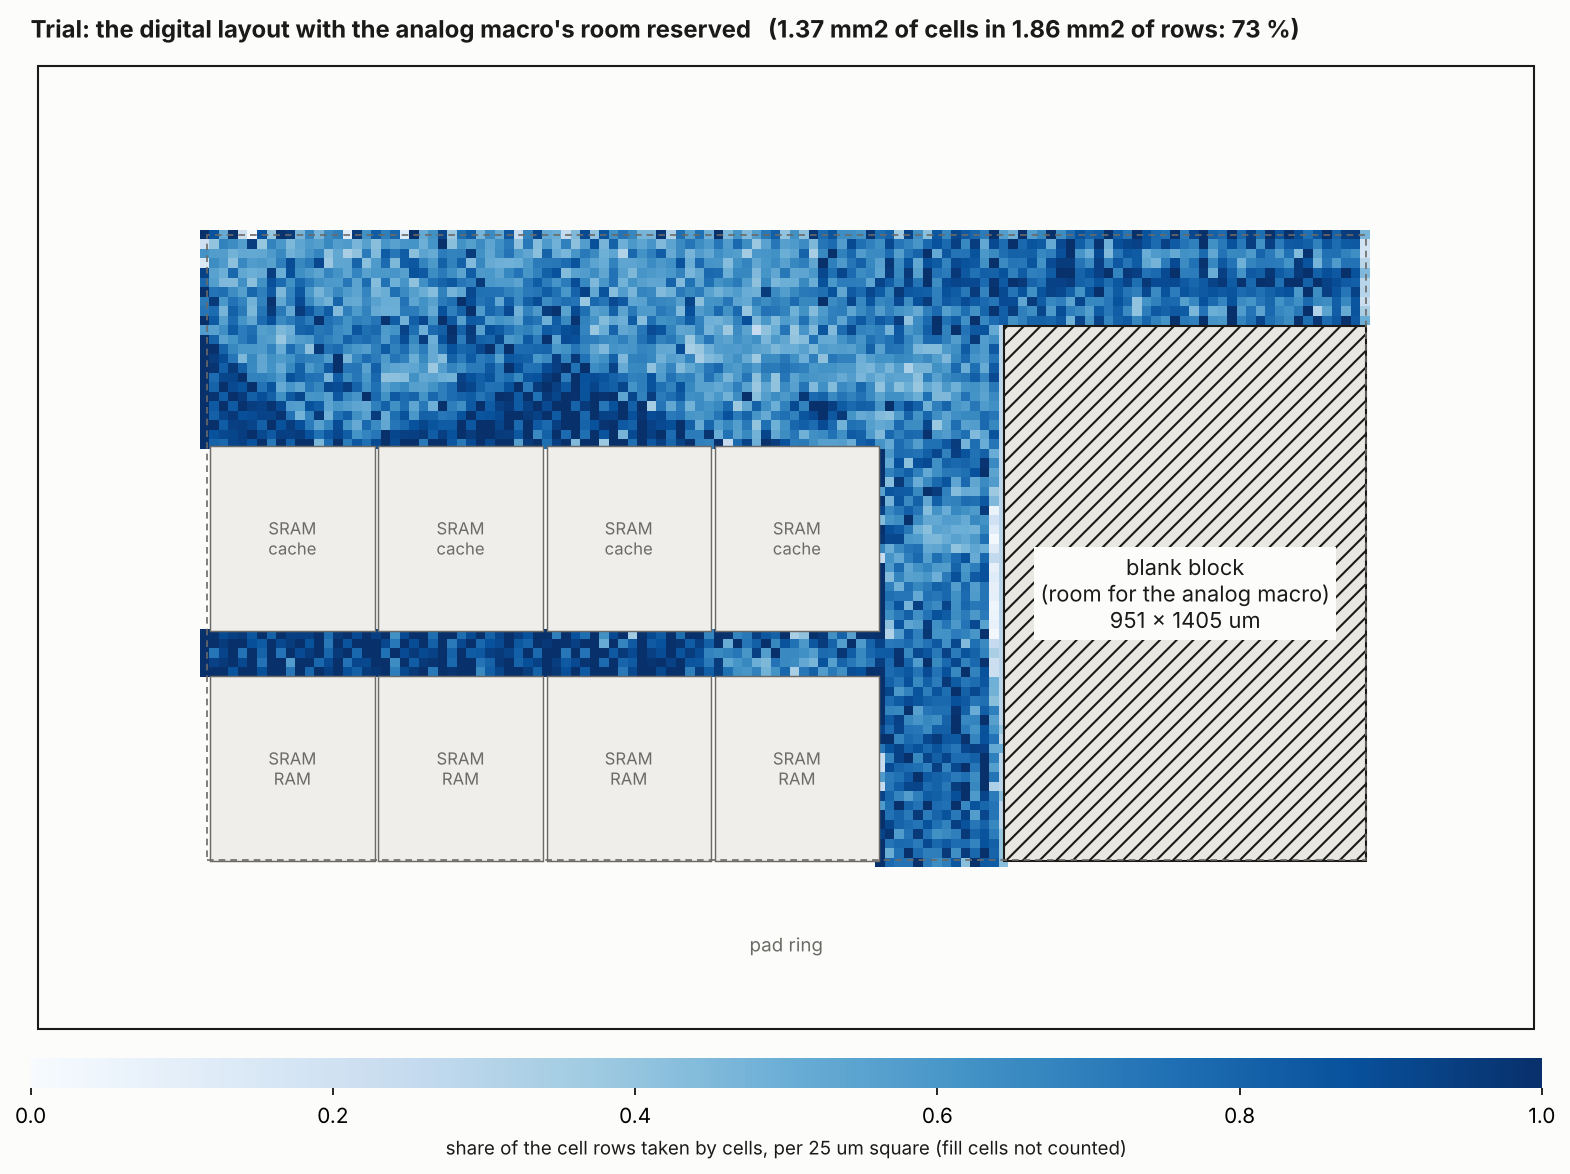 Trial: the digital layout with the analog macro's room reserved (1.37 mm2 of cells in 1.86 mm2 of rows: 73 %)
SRAM
cache
SRAM
cache
SRAM
cache
SRAM
cache
blank block
(room for the analog macro)
951 × 1405 um
SRAM
RAM
SRAM
RAM
SRAM
RAM
SRAM
RAM
pad ring
0.0 0.2 0.4 0.6 0.8 1.0
share of the cell rows taken by cells, per 25 um square (fill cells not counted)